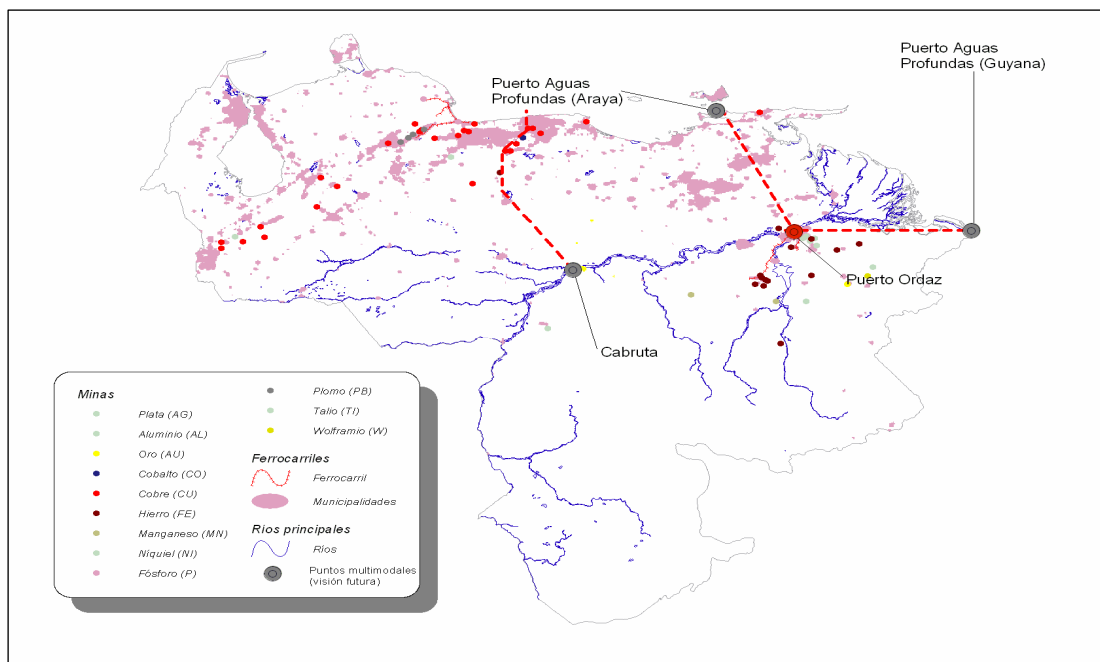 Puerto Aguas
Profundas (Guyana)
Puerto Aguas
Profundas (Araya)
Puerto Ordaz
Cabruta
Minas
Plata (AG)
Aluminio (AL)
Oro (AU)
Cobalto (CO)
Cobre (CU)
Hierro (FE)
Manganeso (MN)
Níquiel (NI)
Fósforo (P)
Plomo (PB)
Talio (TI)
Wolframio (W)
Ferrocarriles
Ferrocarril
Municipalidades
Ríos principales
Ríos
Puntos multimodales
(visión futura)